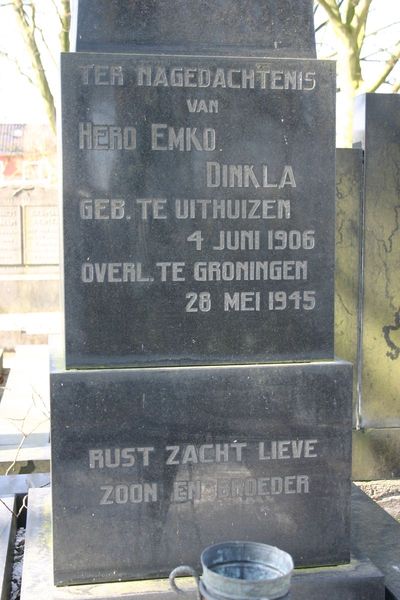 TER NAGEDACHTENIS
VAN
HERO EMKO
DINKLA
GEB. TE UITHUIZEN
4 JUNI 1906
OVERL. TE GRONINGEN
28 MEI 1945
RUST ZACHT LIEVE
ZOON EN BROEDER